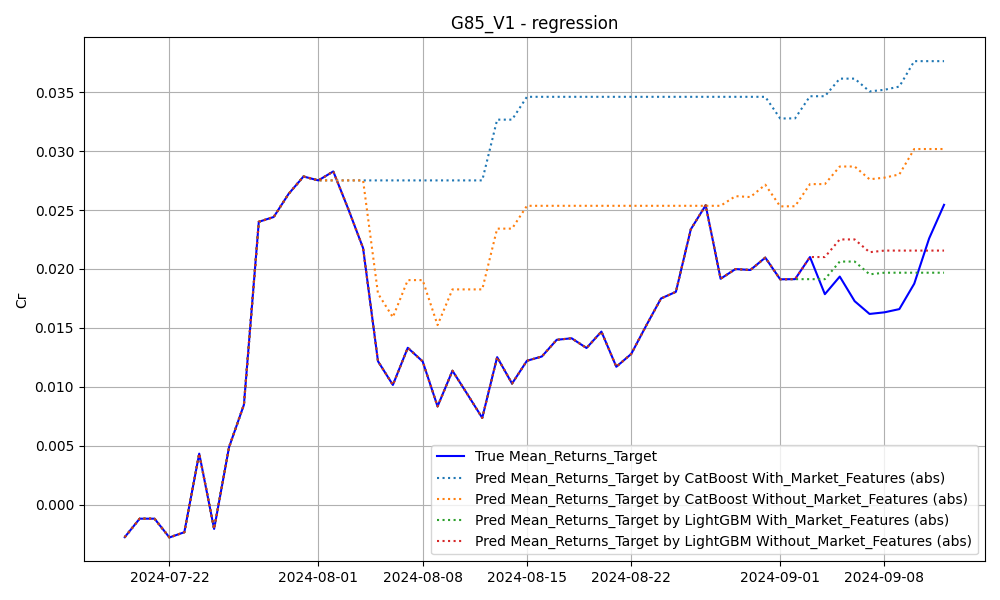 G85_V1 - regression
Cr
0.035
0.030
0.025
0.020
0.015
0.010
0.005
0.000
2024-07-22
2024-08-01
2024-08-08
2024-08-15
2024-08-22
2024-09-01
2024-09-08
True Mean_Returns_Target
Pred Mean_Returns_Target by CatBoost With_Market_Features (abs)
Pred Mean_Returns_Target by CatBoost Without_Market_Features (abs)
Pred Mean_Returns_Target by LightGBM With_Market_Features (abs)
Pred Mean_Returns_Target by LightGBM Without_Market_Features (abs)